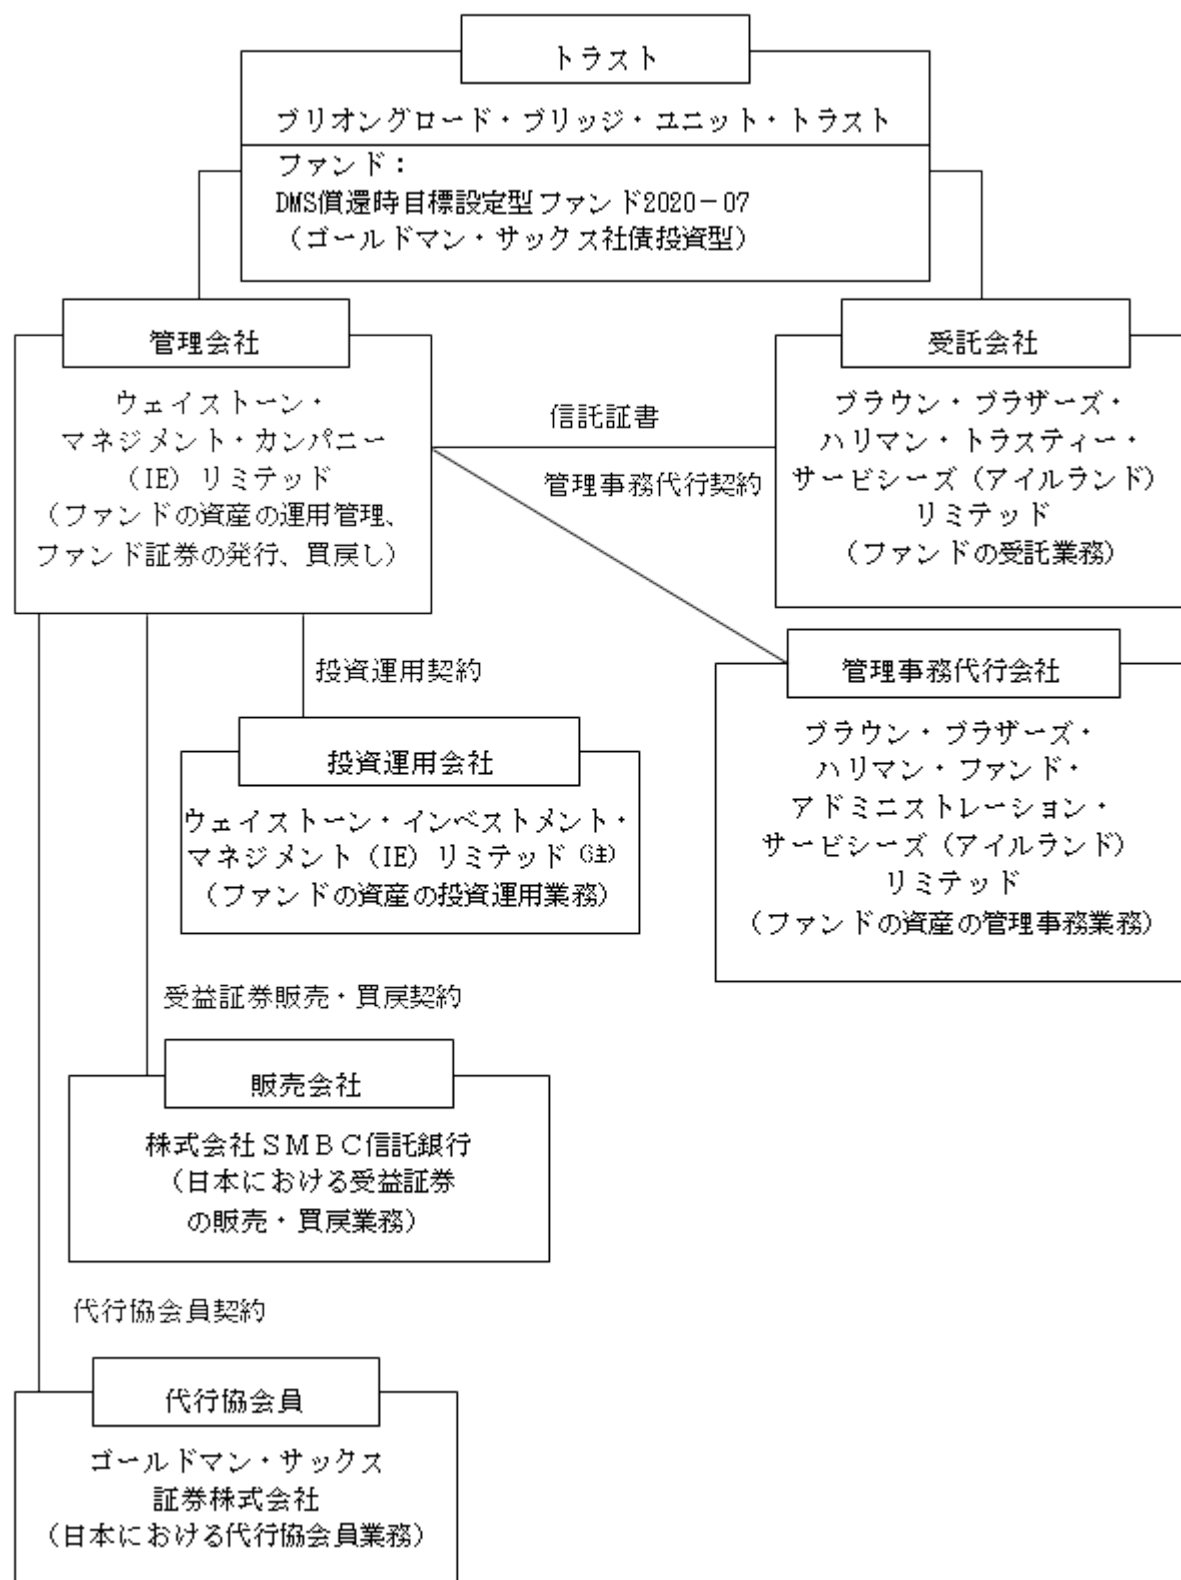 トラスト
ブリオングロード・ブリッジ・ユニット・トラスト
ファンド：
DMS償還時目標設定型ファンド2020－07
（ゴールドマン・サックス社債投資型）
管理会社
ウェイストーン・
マネジメント・カンパニー
（IE）リミテッド
（ファンドの資産の運用管理、
ファンド証券の発行、買戻し）
信託証書
管理事務代行契約
受託会社
ブラウン・ブラザーズ・
ハリマン・トラスティー・
サービシーズ（アイルランド）
リミテッド
（ファンドの受託業務）
投資運用契約
投資運用会社
ウェイストーン・インベストメント・
マネジメント（IE）リミテッド（注）
（ファンドの資産の投資運用業務）
管理事務代行会社
ブラウン・ブラザーズ・
ハリマン・ファンド・
アドミニストレーション・
サービシーズ（アイルランド）
リミテッド
（ファンドの資産の管理事務業務）
受益証券販売・買戻契約
販売会社
株式会社ＳＭＢＣ信託銀行
（日本における受益証券
の販売・買戻業務）
代行協会員契約
代行協会員
ゴールドマン・サックス
証券株式会社
（日本における代行協会員業務）